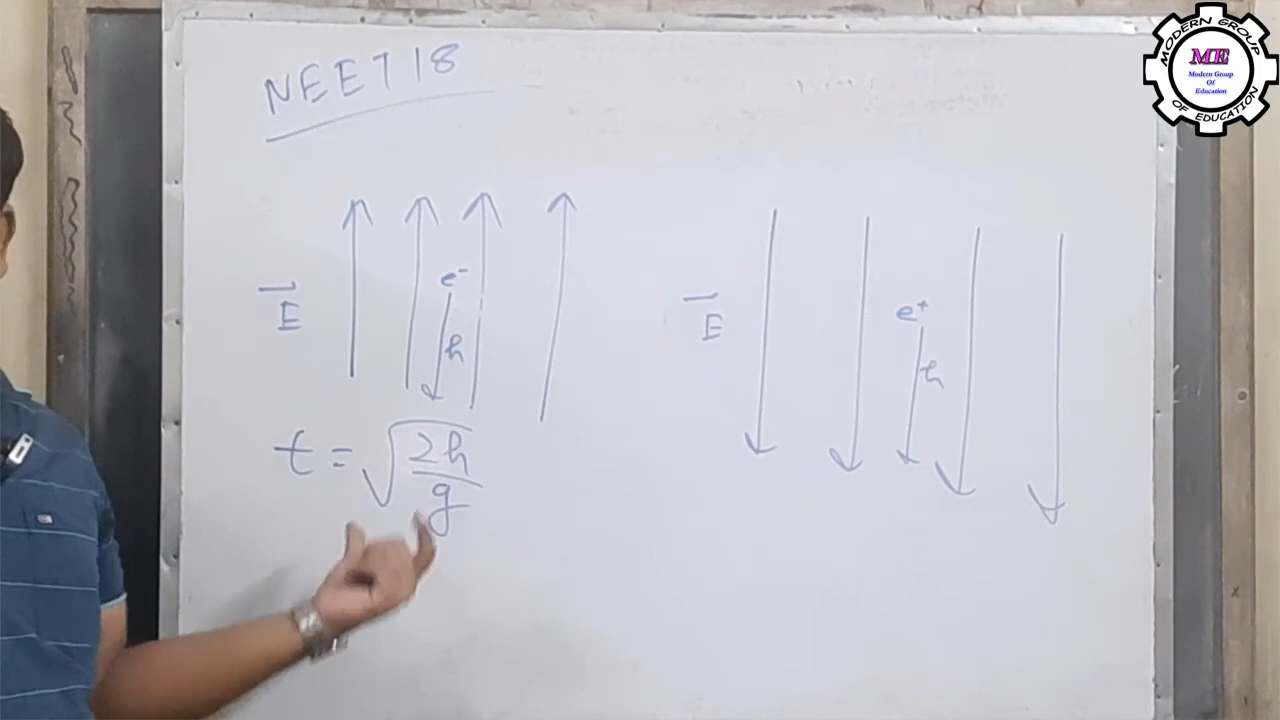 NEET 18
E
e-
h
t = √2h/g
E
e+
h
MODERN GROUP
ME
Modern Group
Of
Education
OF EDUCATION